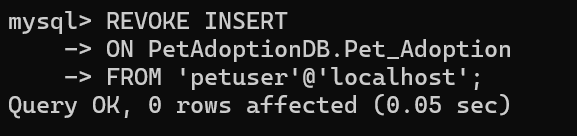 mysql> REVOKE INSERT
    -> ON PetAdoptionDB.Pet_Adoption
    -> FROM 'petuser'@'localhost';
Query OK, 0 rows affected (0.05 sec)